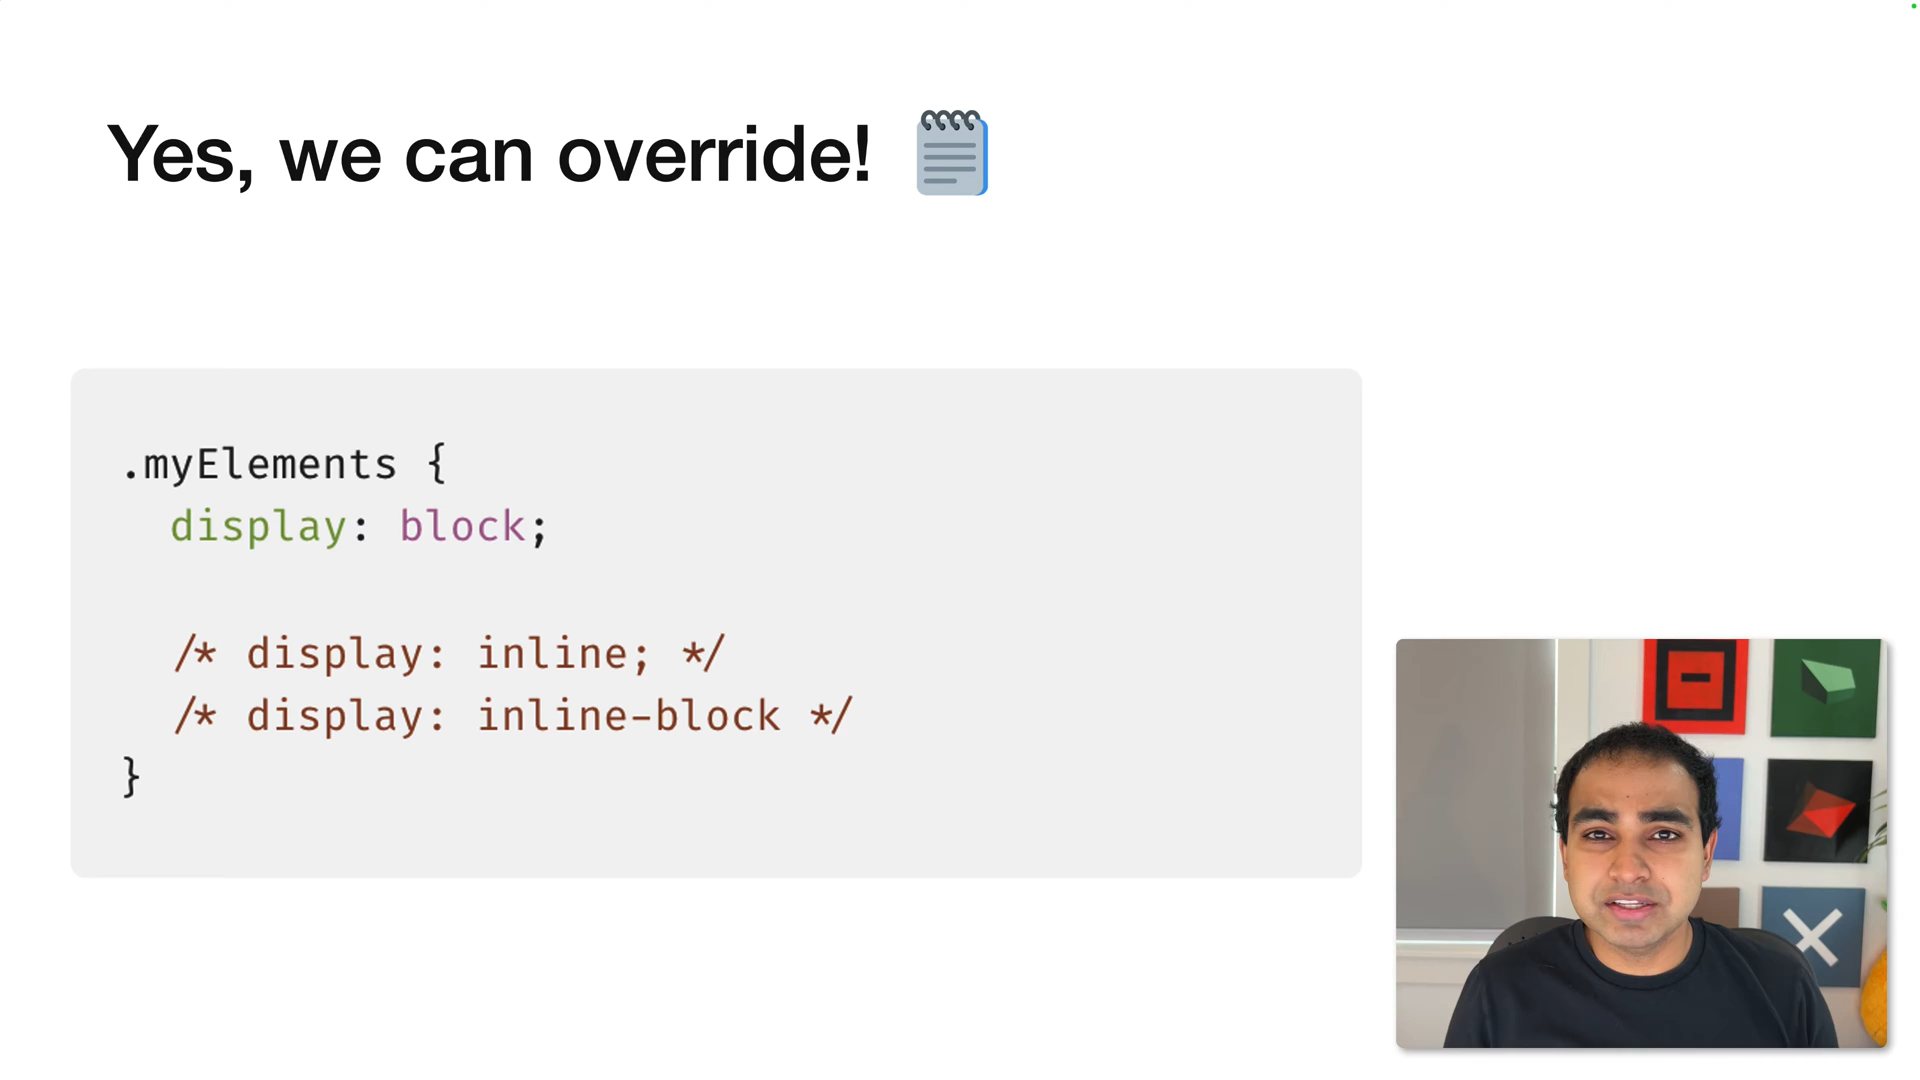 Yes, we can override!
.myElements {
display: block;
/* display: inline; */
/* display: inline-block */
}